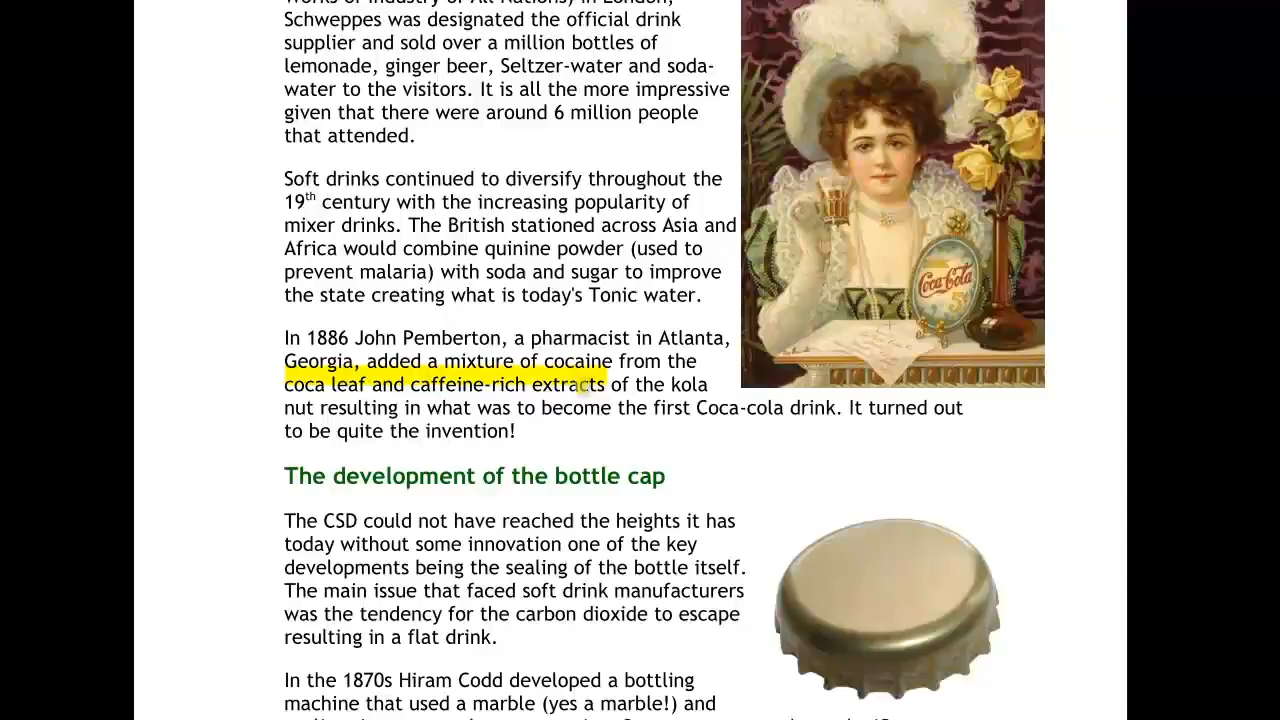 Works of Industry of All Nations) in London,
Schweppes was designated the official drink
supplier and sold over a million bottles of
lemonade, ginger beer, Seltzer-water and soda-
water to the visitors. It is all the more impressive
given that there were around 6 million people
that attended.
Soft drinks continued to diversify throughout the
19th century with the increasing popularity of
mixer drinks. The British stationed across Asia and
Africa would combine quinine powder (used to
prevent malaria) with soda and sugar to improve
the state creating what is today's Tonic water.
In 1886 John Pemberton, a pharmacist in Atlanta,
Georgia, added a mixture of cocaine from the
coca leaf and caffeine-rich extracts of the kola
nut resulting in what was to become the first Coca-cola drink. It turned out
to be quite the invention!
Coca-Cola
5¢
The development of the bottle cap
The CSD could not have reached the heights it has
today without some innovation one of the key
developments being the sealing of the bottle itself.
The main issue that faced soft drink manufacturers
was the tendency for the carbon dioxide to escape
resulting in a flat drink.
In the 1870s Hiram Codd developed a bottling
machine that used a marble (yes a marble!) and